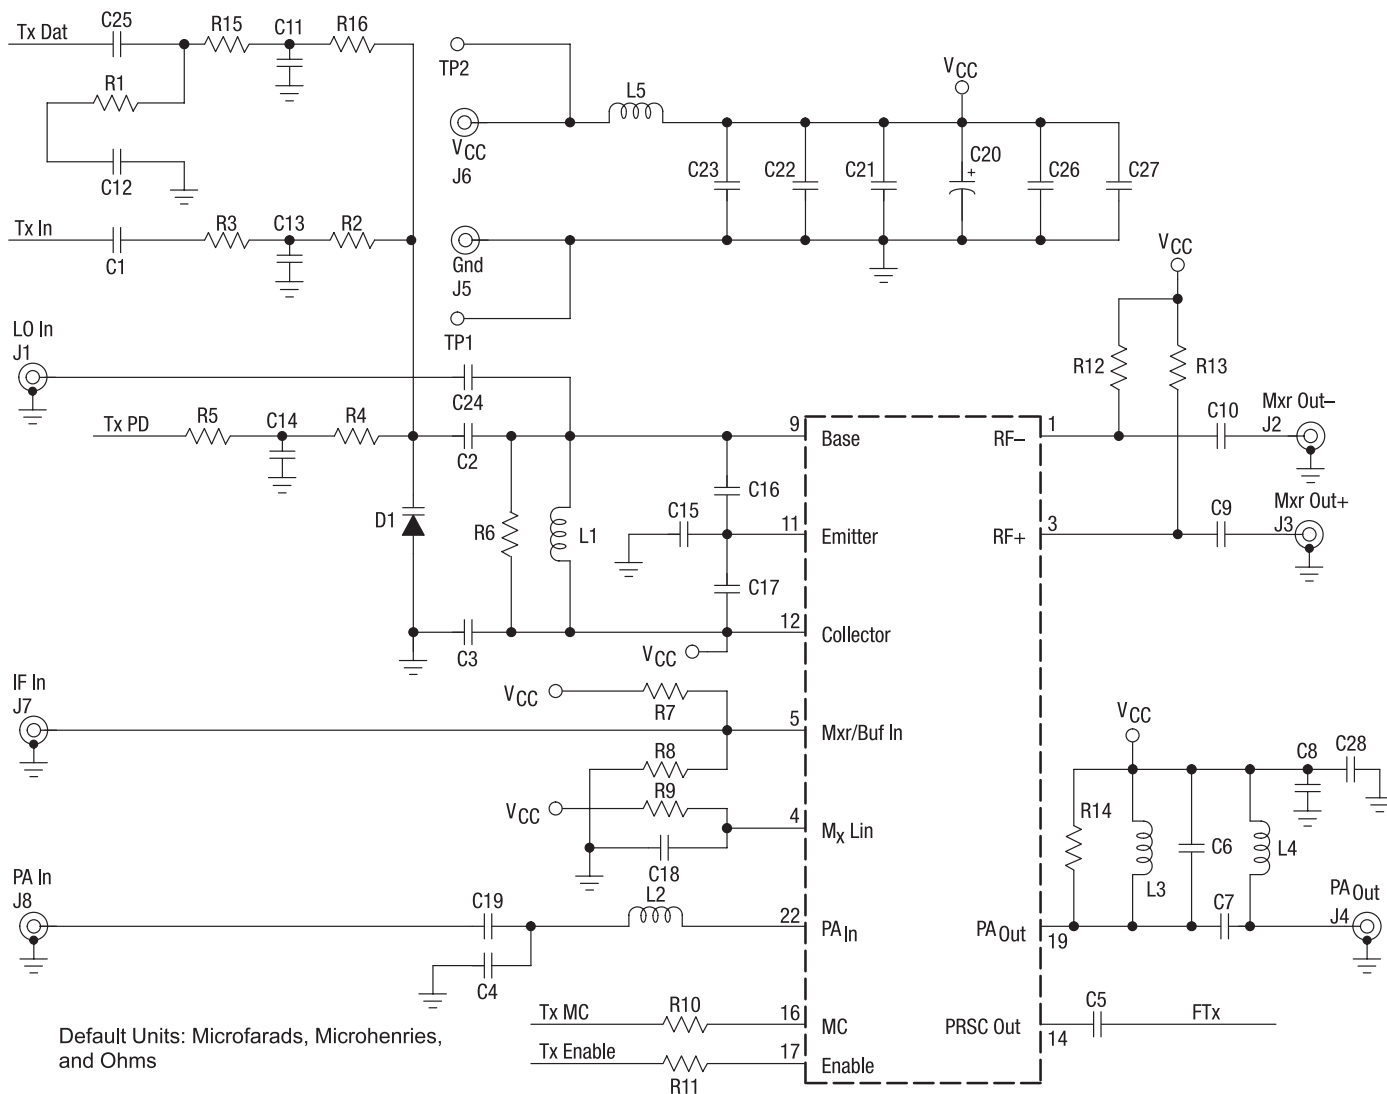 Tx Dat
C25
R15
C11
R16
R1
C12
Tx In
C1
R3
C13
R2
TP2
VCC
J6
L5
VCC
C23
C22
C21
C20
+
C26
C27
Gnd
J5
TP1
LO In
J1
C24
Tx PD
R5
C14
R4
C2
D1
R6
L1
C16
C15
C17
C3
VCC
9
Base
11
Emitter
12
Collector
VCC
R12
R13
1
RF–
C10
Mxr Out–
J2
3
RF+
C9
Mxr Out+
J3
IF In
J7
VCC
R7
5
Mxr/Buf In
R8
R9
VCC
4
Mx Lin
C18
PA In
J8
C19
C4
L2
22
PAIn
VCC
R14
L3
C6
L4
C8
C28
C7
PAOut
19
PAOut
J4
Tx MC
R10
16
MC
Tx Enable
R11
17
Enable
PRSC Out
14
C5
FTx
Default Units: Microfarads, Microhenries,
and Ohms